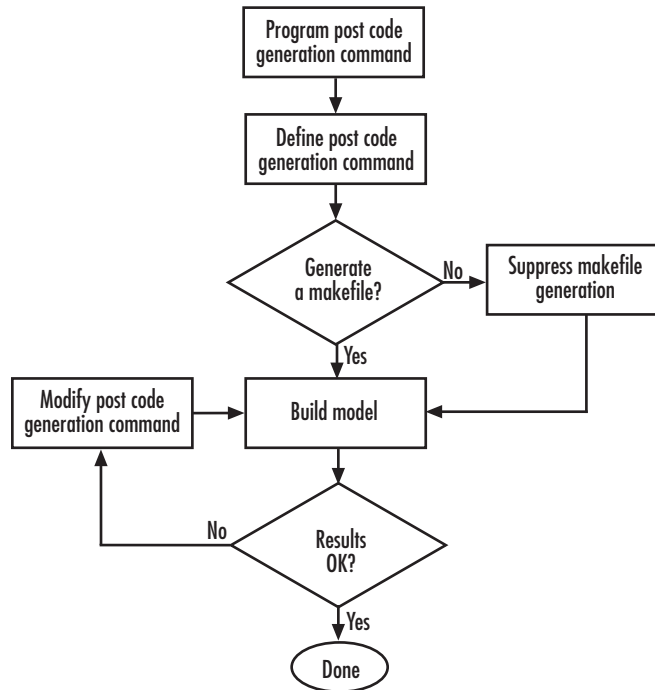 Program post code
generation command
Define post code
generation command
Generate
a makefile?
No
Suppress makefile
generation
Yes
Modify post code
generation command
Build model
No
Results
OK?
Yes
Done